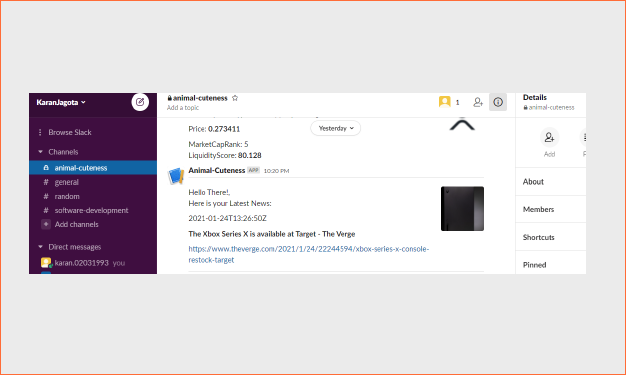 KaranJagota
Browse Slack
Channels
animal-cuteness
# general
# random
# software-development
Add channels
Direct messages
karan.02031993 you
animal-cuteness
Add a topic
1
Price: 0.273411
Yesterday
MarketCapRank: 5
LiquidityScore: 80.128
Animal-Cuteness APP 10:20 PM
Hello There!,
Here is your Latest News:
2021-01-24T13:26:50Z
The Xbox Series X is available at Target - The Verge
https://www.theverge.com/2021/1/24/22244594/xbox-series-x-console-
restock-target
Details
animal-cuteness
Add
About
Members
Shortcuts
Pinned